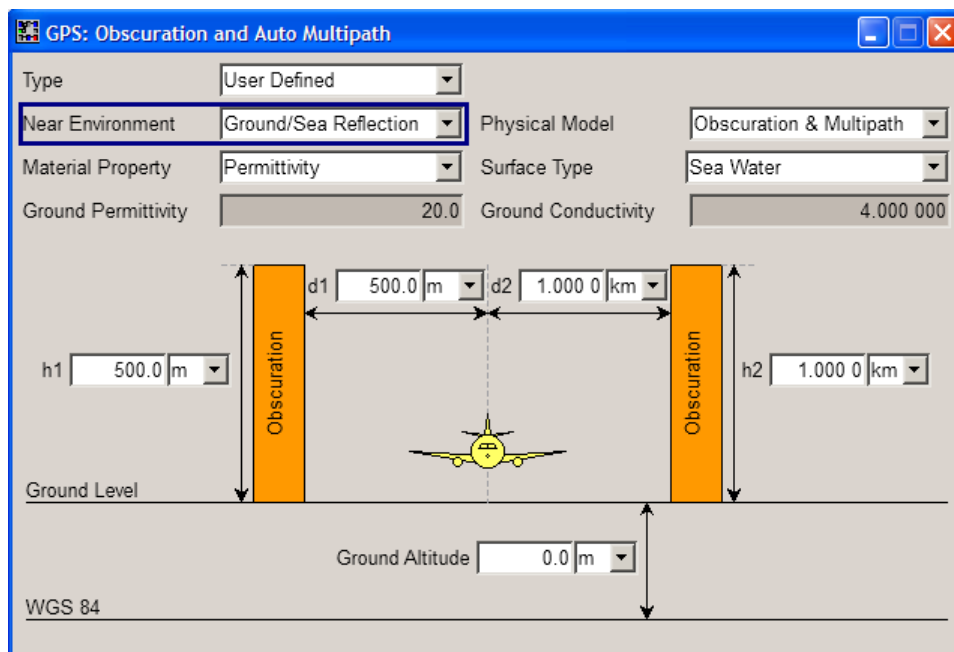 GPS: Obscuration and Auto Multipath
Type User Defined
Near Environment Ground/Sea Reflection Physical Model Obscuration & Multipath
Material Property Permittivity Surface Type Sea Water
Ground Permittivity 20.0 Ground Conductivity 4.000 000
d1 500.0 m d2 1.000 0 km
h1 500.0 m Obscuration Obscuration h2 1.000 0 km
Ground Level
Ground Altitude 0.0 m
WGS 84